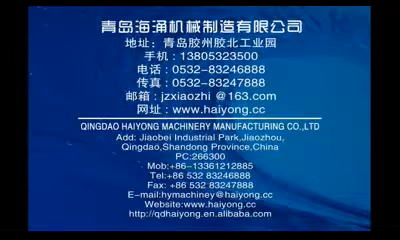 青岛海涌机械制造有限公司
地址：青岛胶州胶北工业园
手机：13805323500
电话：0532-83246888
传真：0532-83247888
邮箱：jzxiaozhi @163.com
网址：www.haiyong.cc
QINGDAO HAIYONG MACHINERY MANUFACTURING CO.,LTD
Add: Jiaobei Industrial Park,Jiaozhou,
Qingdao,Shandong Province,China
PC:266300
Mob:+86-13361212885
Tel:+86 532 83246888
Fax: +86 532 83247888
E-mail:hymachinery@haiyong.cc
Website:www.haiyong.cc
http://qdhaiyong.en.alibaba.com